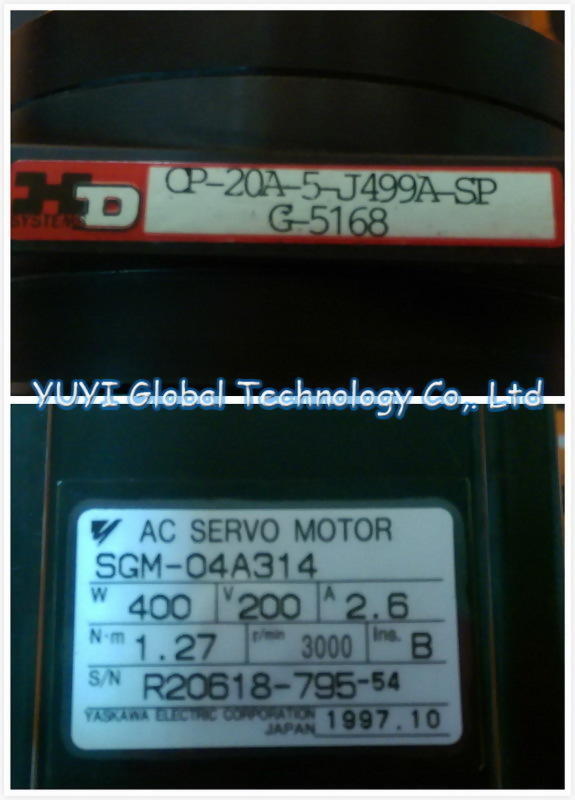 HD
SYSTEMS
CP-20A-5-J499A-SP
G-5168
YUYI Global Technology Co,. Ltd
AC SERVO MOTOR
SGM-04A314
W 400 V 200 A 2.6
N·m 1.27 r/min 3000 Ins. B
S/N R20618-795-54
YASKAWA ELECTRIC CORPORATION
JAPAN 1997.10